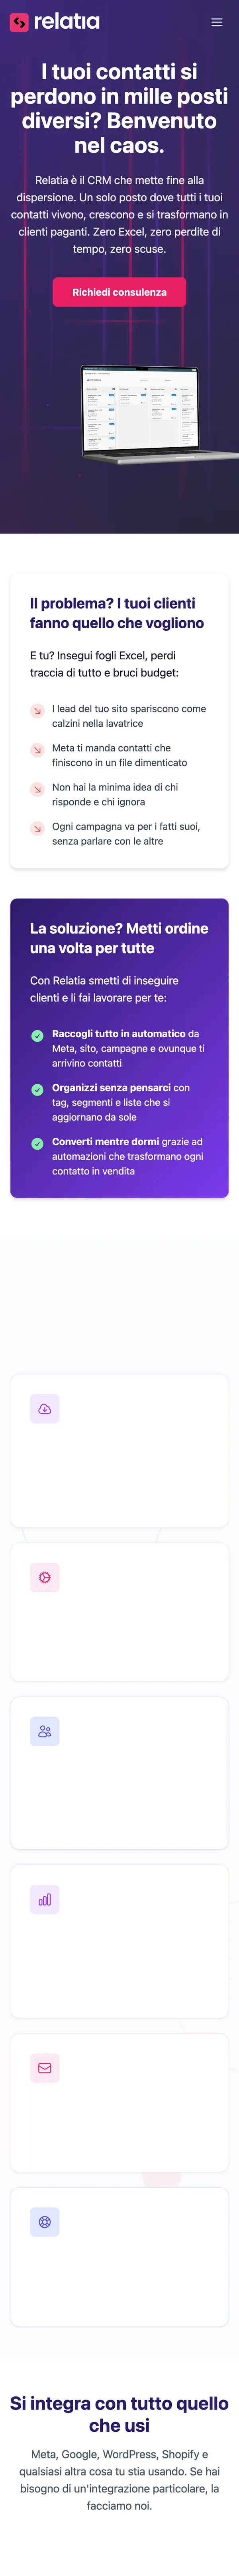 relatia
I tuoi contatti si
perdono in mille posti
diversi? Benvenuto
nel caos.
Relatia è il CRM che mette fine alla
dispersione. Un solo posto dove tutti i tuoi
contatti vivono, crescono e si trasformano in
clienti paganti. Zero Excel, zero perdite di
tempo, zero scuse.
Richiedi consulenza
Il problema? I tuoi clienti
fanno quello che vogliono
E tu? Insegui fogli Excel, perdi
traccia di tutto e bruci budget:
I lead del tuo sito spariscono come
calzini nella lavatrice
Meta ti manda contatti che
finiscono in un file dimenticato
Non hai la minima idea di chi
risponde e chi ignora
Ogni campagna va per i fatti suoi,
senza parlare con le altre
La soluzione? Metti ordine
una volta per tutte
Con Relatia smetti di inseguire
clienti e li fai lavorare per te:
Raccogli tutto in automatico da
Meta, sito, campagne e ovunque ti
arrivino contatti
Organizzi senza pensarci con
tag, segmenti e liste che si
aggiornano da sole
Converti mentre dormi grazie ad
automazioni che trasformano ogni
contatto in vendita
Si integra con tutto quello
che usi
Meta, Google, WordPress, Shopify e
qualsiasi altra cosa tu stia usando. Se hai
bisogno di un'integrazione particolare, la
facciamo noi.